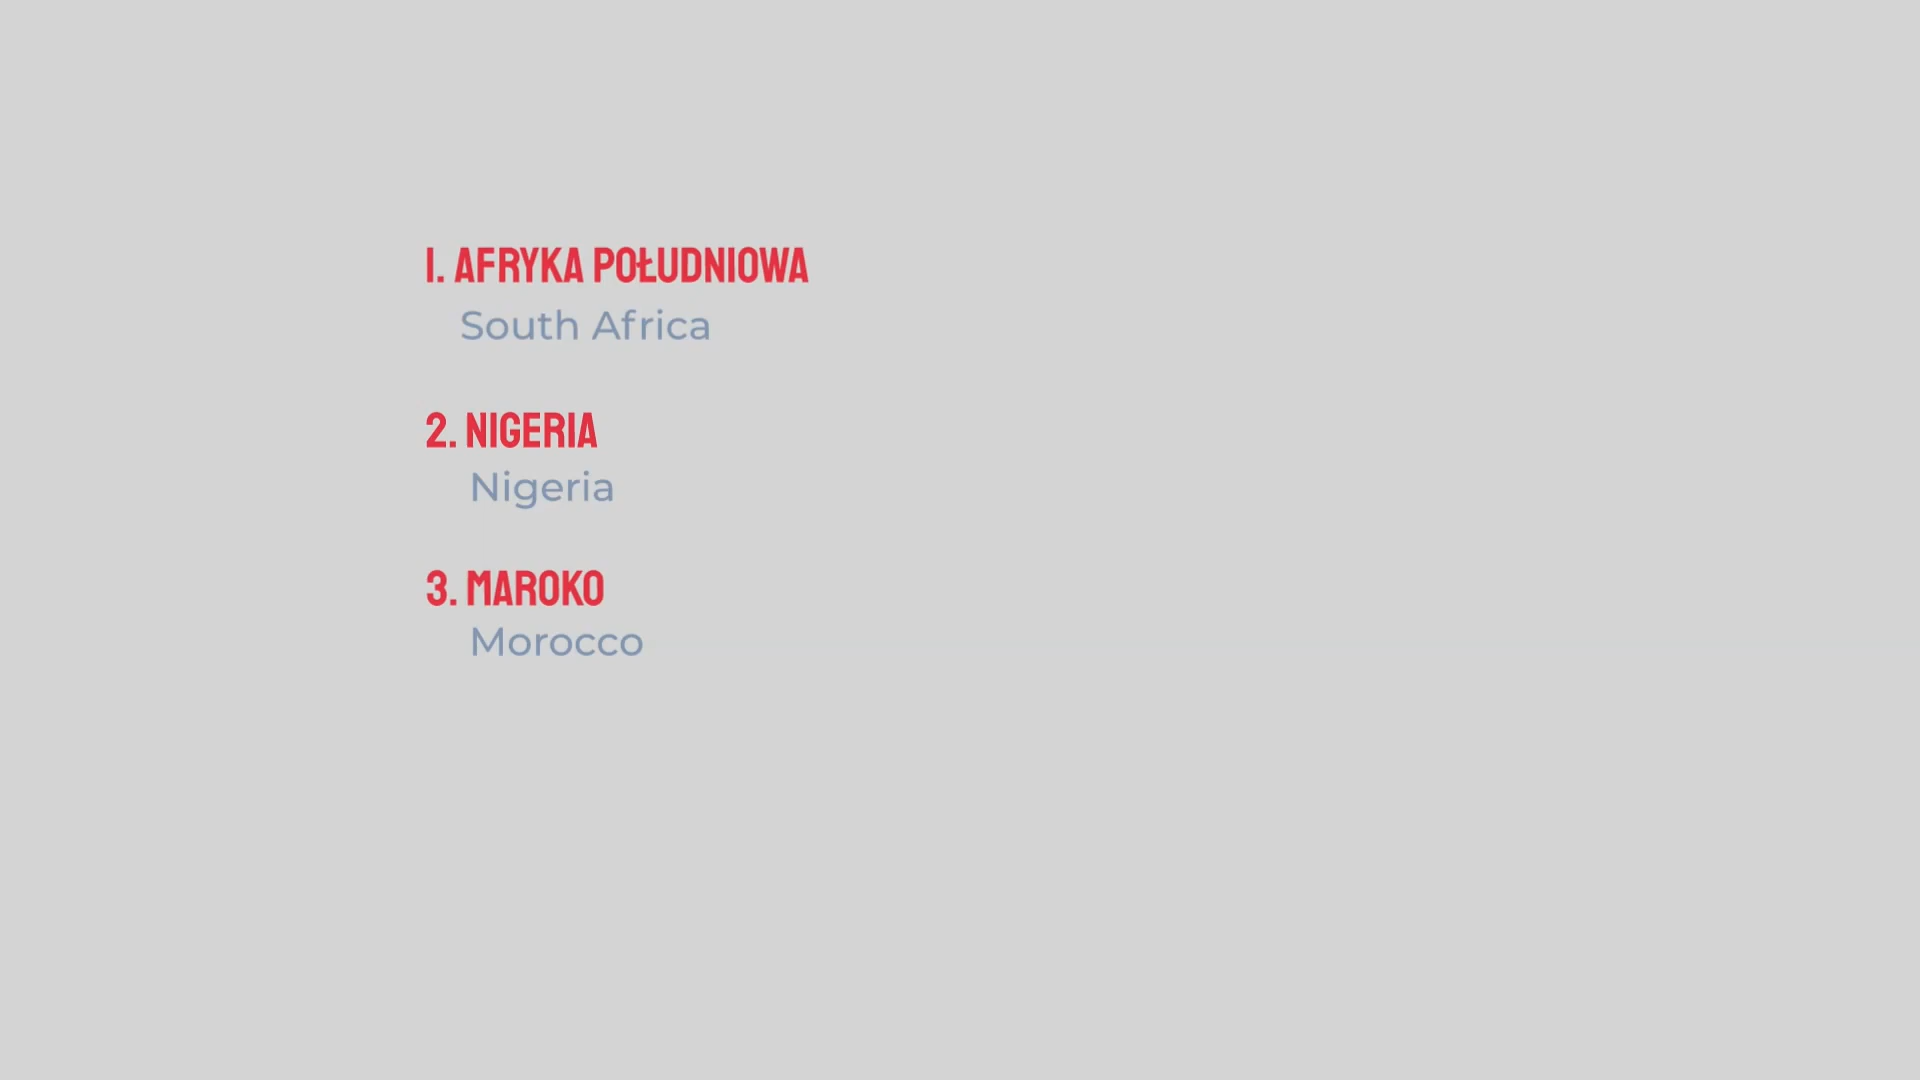 1. AFRYKA POŁUDNIOWA
South Africa
2. NIGERIA
Nigeria
3. MAROKO
Morocco